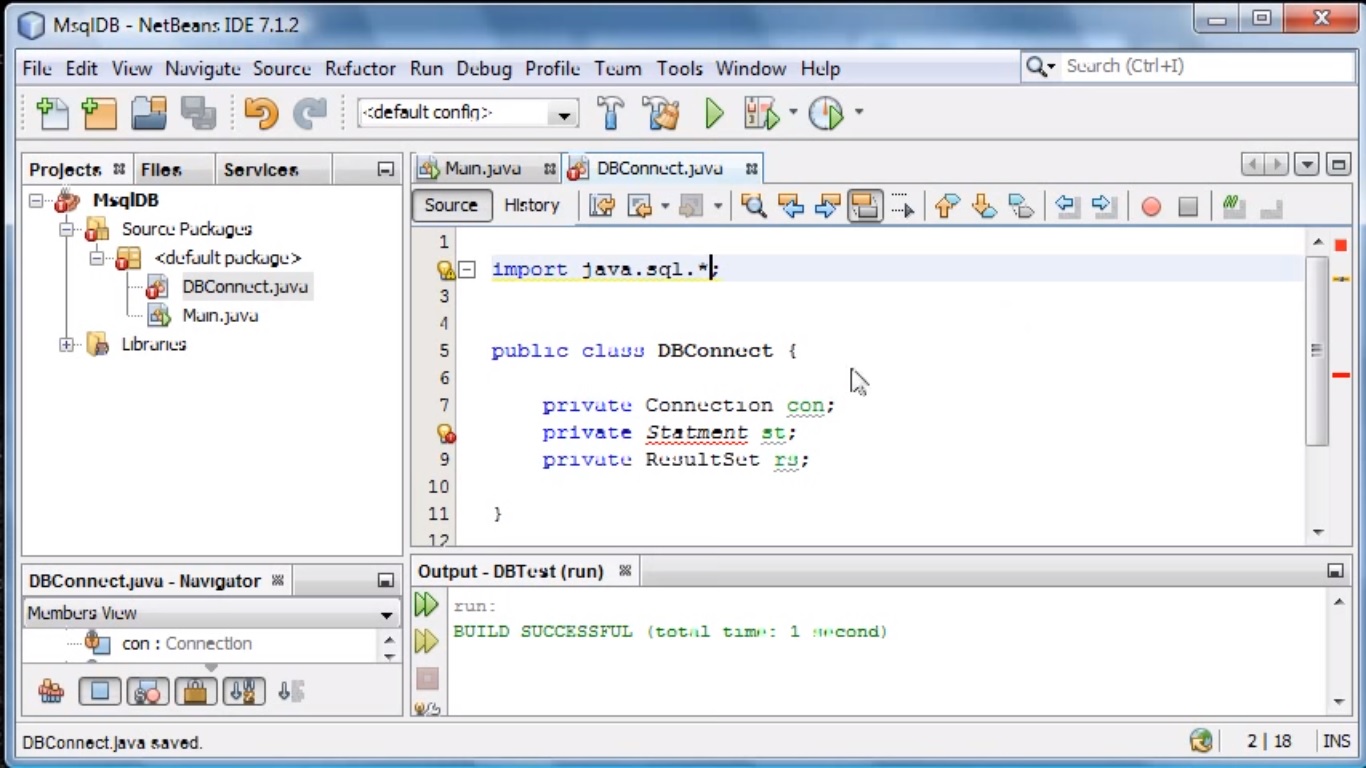 MsqlDB - NetBeans IDE 7.1.2
File Edit View Navigate Source Refactor Run Debug Profile Team Tools Window Help
Search (Ctrl+I)
<default config>
Projects Files Services
MsqlDB
Source Packages
<default package>
DBConnect.java
Main.java
Libraries
DBConnect.java - Navigator
Members View
con : Connection
Main.java DBConnect.java
Source History
1
import java.sql.*;
3
4
5 public class DBConnect {
6
7 private Connection con;
private Statment st;
9 private ResultSet rs;
10
11 }
12
Output - DBTest (run)
run:
BUILD SUCCESSFUL (total time: 1 second)
DBConnect.java saved.
2 | 18 INS